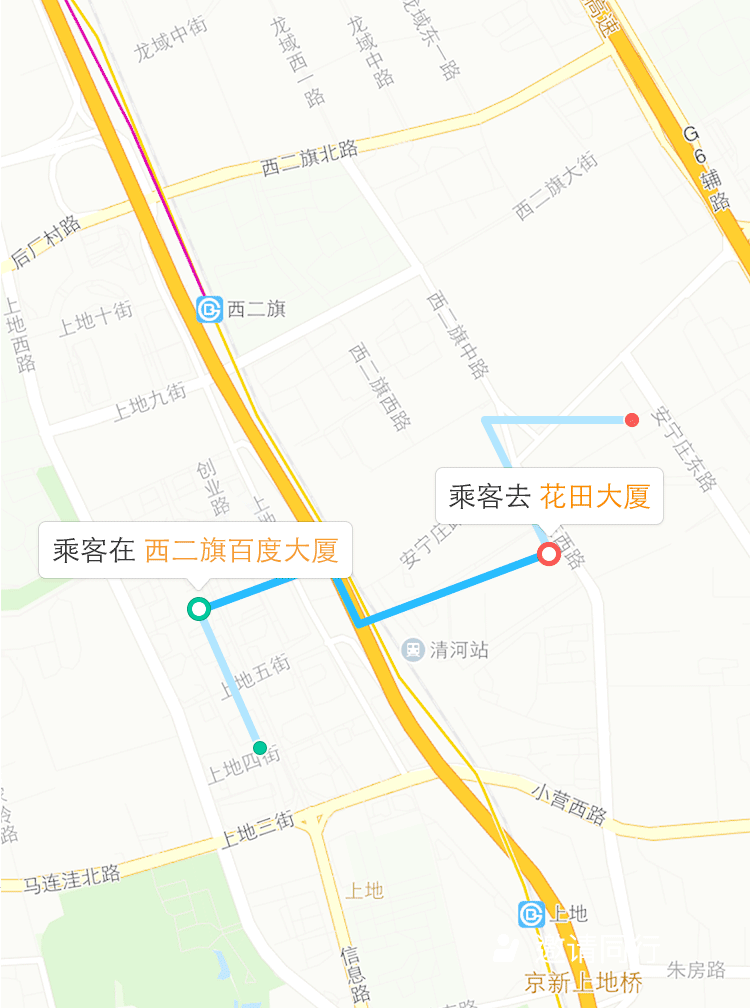 高速
龙域中街
龙域西一路
龙域中路
龙域东一路
G6辅路
西二旗北路
西二旗大街
后厂村路
上地西路
上地十街
西二旗
西二旗中路
西二旗西路
上地九街
安宁庄东路
创业路
乘客去 花田大厦
乘客在 西二旗百度大厦
清河站
上地五街
上地四街
小营西路
上地三街
马连洼北路
上地
上地
信息路
朱房路
京新上地桥